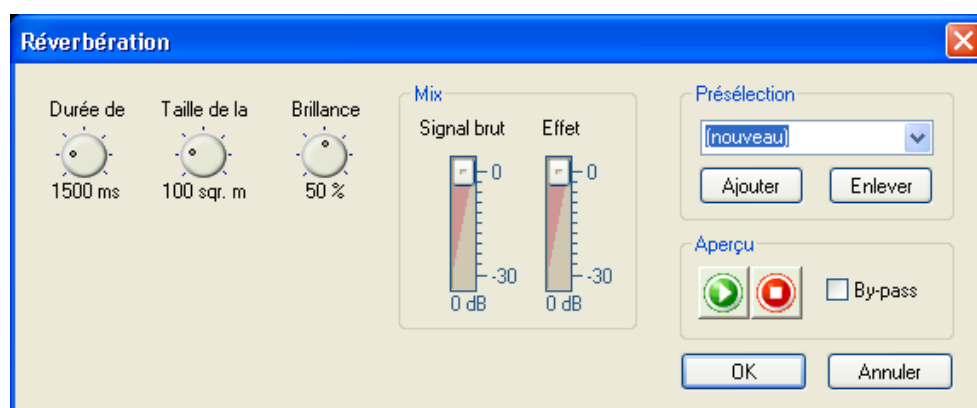 Réverbération
Durée de
1500 ms
Taille de la
100 sqr. m
Brillance
50 %
Mix
Signal brut
0
-30
0 dB
Effet
0
-30
0 dB
Présélection
(nouveau)
Ajouter
Enlever
Aperçu
By-pass
OK
Annuler